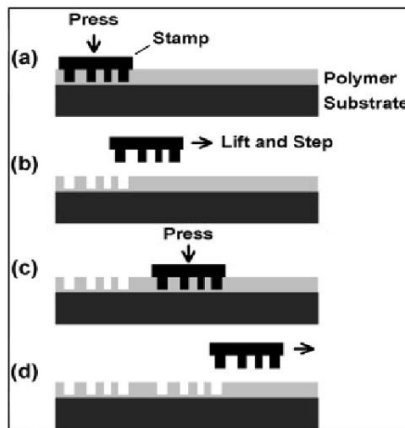 Press
Stamp
(a)
Polymer
Substrate
(b)
Lift and Step
Press
(c)
(d)